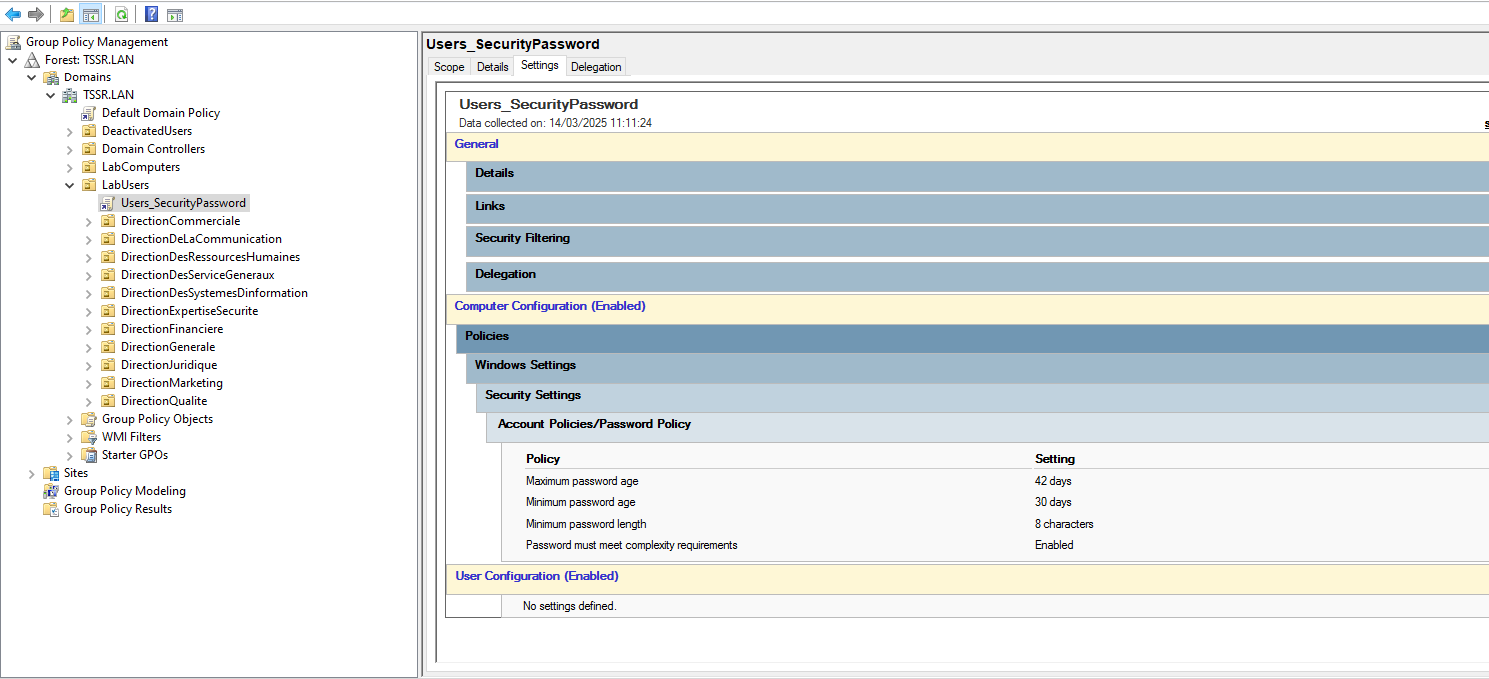 Group Policy Management
Forest: TSSR.LAN
Domains
TSSR.LAN
Default Domain Policy
DeactivatedUsers
Domain Controllers
LabComputers
LabUsers
Users_SecurityPassword
DirectionCommerciale
DirectionDeLaCommunication
DirectionDesRessourcesHumaines
DirectionDesServiceGeneraux
DirectionDesSystemesDinformation
DirectionExpertiseSecurite
DirectionFinanciere
DirectionGenerale
DirectionJuridique
DirectionMarketing
DirectionQualite
Group Policy Objects
WMI Filters
Starter GPOs
Sites
Group Policy Modeling
Group Policy Results
Users_SecurityPassword
Scope Details Settings Delegation
Users_SecurityPassword
Data collected on: 14/03/2025 11:11:24
General
Details
Links
Security Filtering
Delegation
Computer Configuration (Enabled)
Policies
Windows Settings
Security Settings
Account Policies/Password Policy
Policy Setting
Maximum password age 42 days
Minimum password age 30 days
Minimum password length 8 characters
Password must meet complexity requirements Enabled
User Configuration (Enabled)
No settings defined.